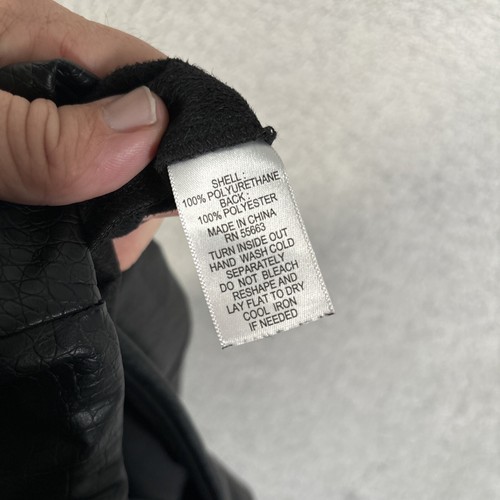 SHELL :
100% POLYURETHANE
BACK :
100% POLYESTER
MADE IN CHINA
RN 55663
TURN INSIDE OUT
HAND WASH COLD
SEPARATELY
DO NOT BLEACH
RESHAPE AND
LAY FLAT TO DRY
COOL IRON
IF NEEDED